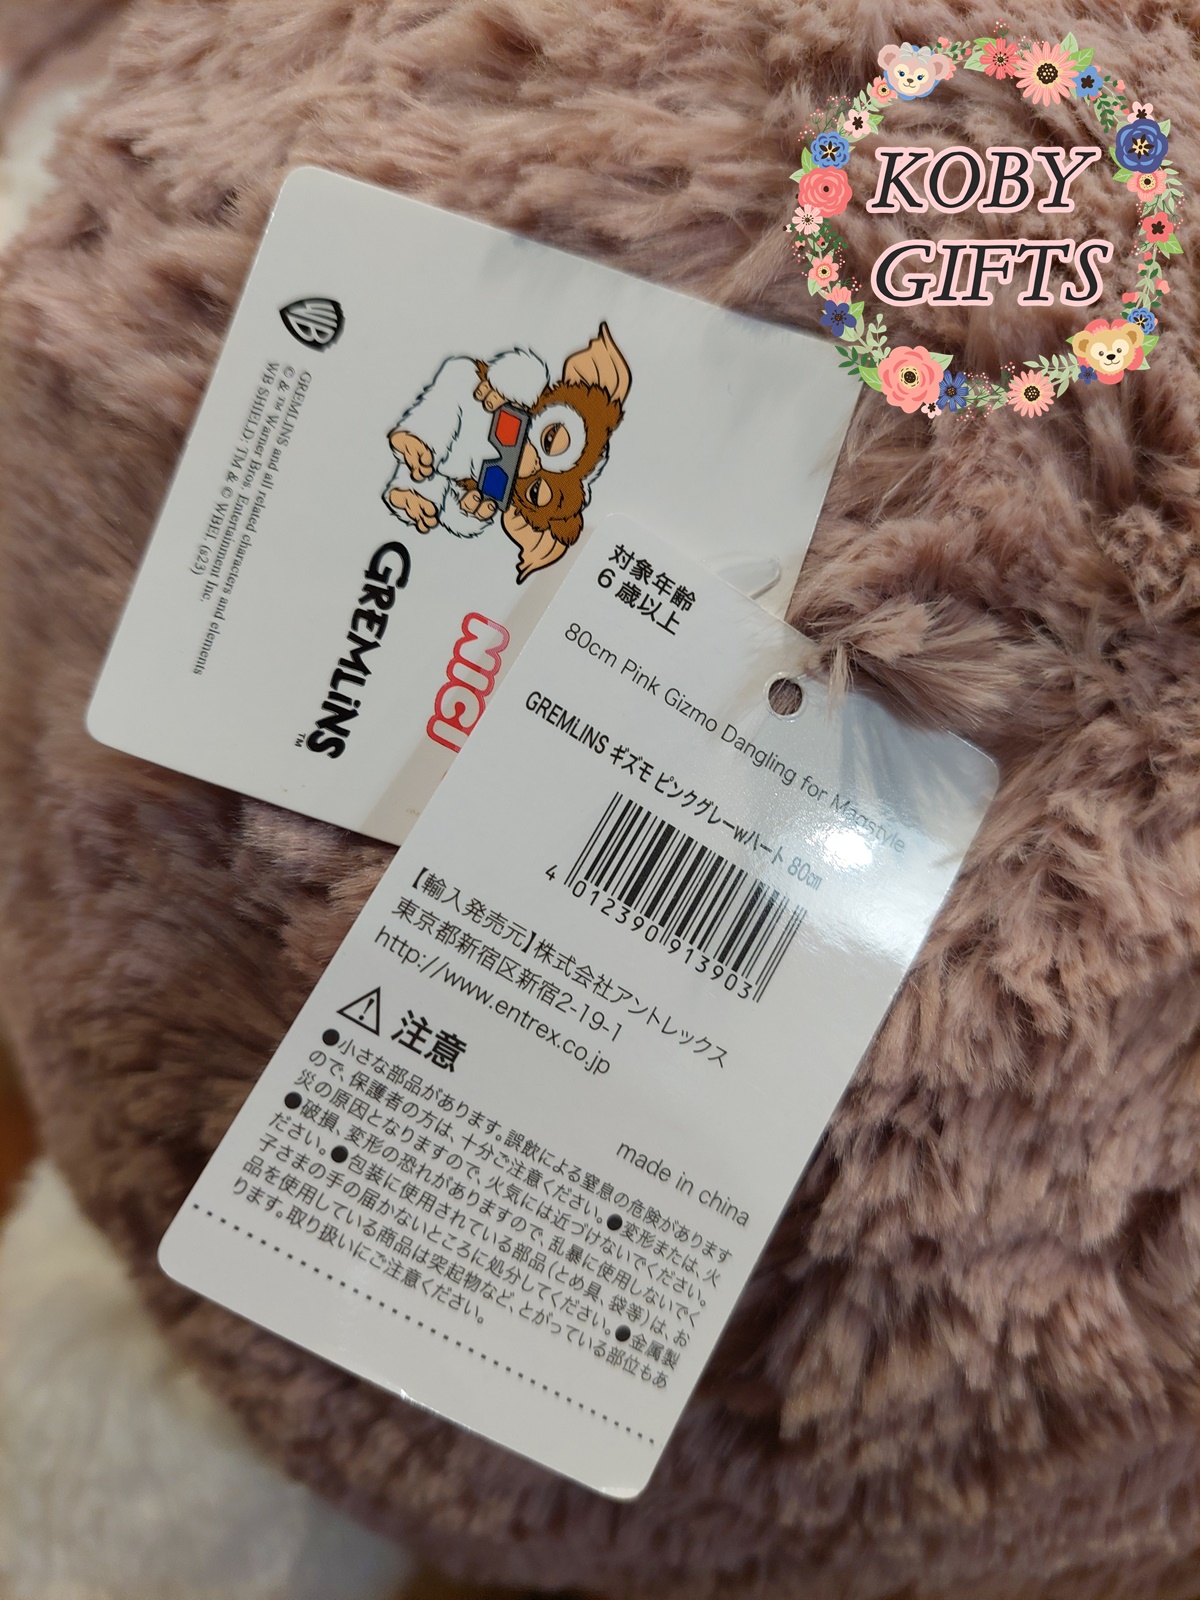 KOBY
GIFTS
WB
GREMLINS and all related characters and elements
© & ™ Warner Bros. Entertainment Inc.
WB SHIELD: TM & © WBEI. (s23)
GREMLiNS™
NICI
対象年齢
6 歳以上
80cm Pink Gizmo Dangling for Magstyle
GREMLINS ギズモ ピンクグレーwハート 80㎝
4 012390 913903
【輸入発売元】株式会社アントレックス
東京都新宿区新宿2-19-1
http://www.entrex.co.jp
made in china
注意
●小さな部品があります。誤飲による窒息の危険があります
ので、保護者の方は、十分ご注意ください。●変形または、火
災の原因となりますので、火気には近づけないでください。
●破損、変形の恐れがありますので、乱暴に使用しないでく
ださい。●包装に使用されている部品(とめ具、袋等)は、お
子さまの手の届かないところに処分してください。●金属製
品を使用している商品は突起物など、とがっている部位もあ
ります。取り扱いにご注意ください。